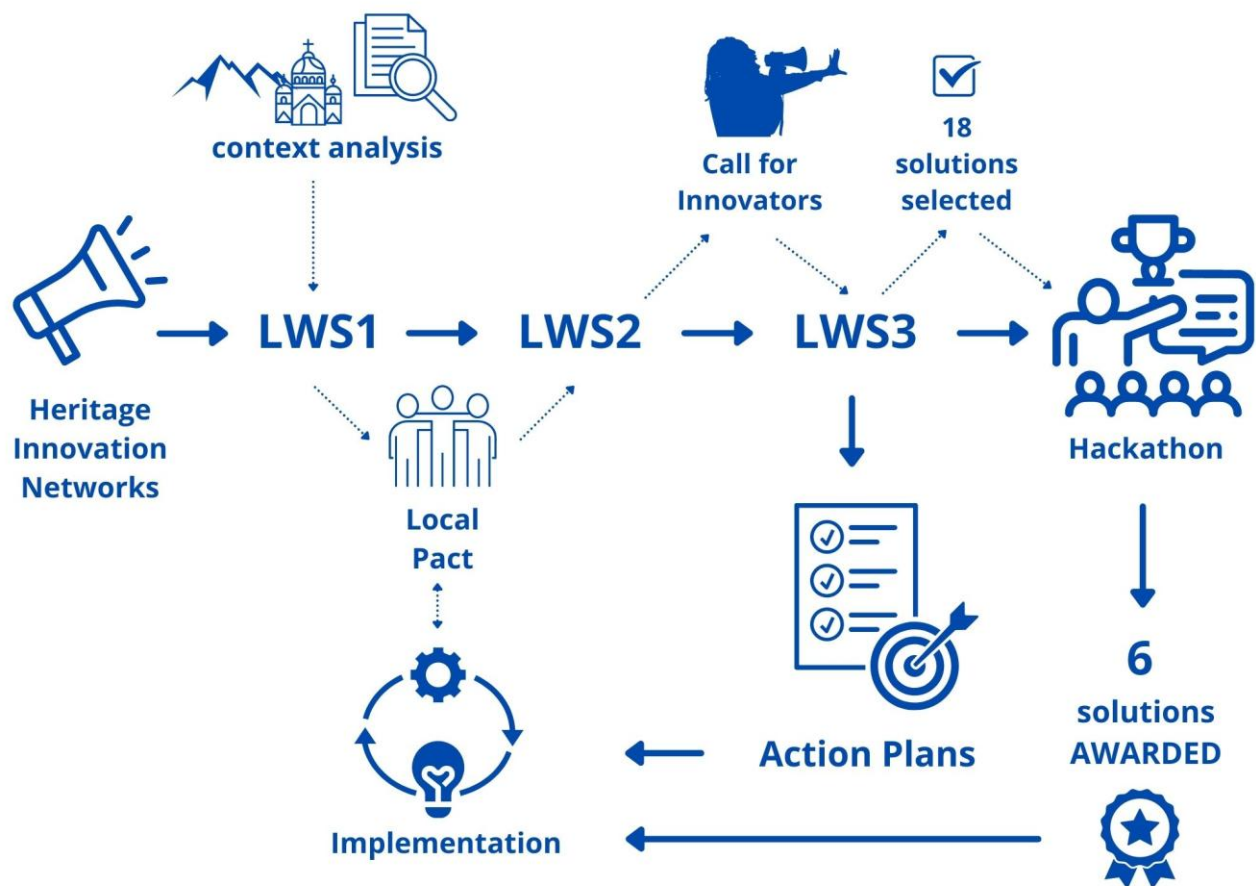 context analysis
Call for
Innovators
18
solutions
selected
Heritage
Innovation
Networks
LWS1
LWS2
LWS3
Hackathon
Local
Pact
6
solutions
AWARDED
Action Plans
Implementation